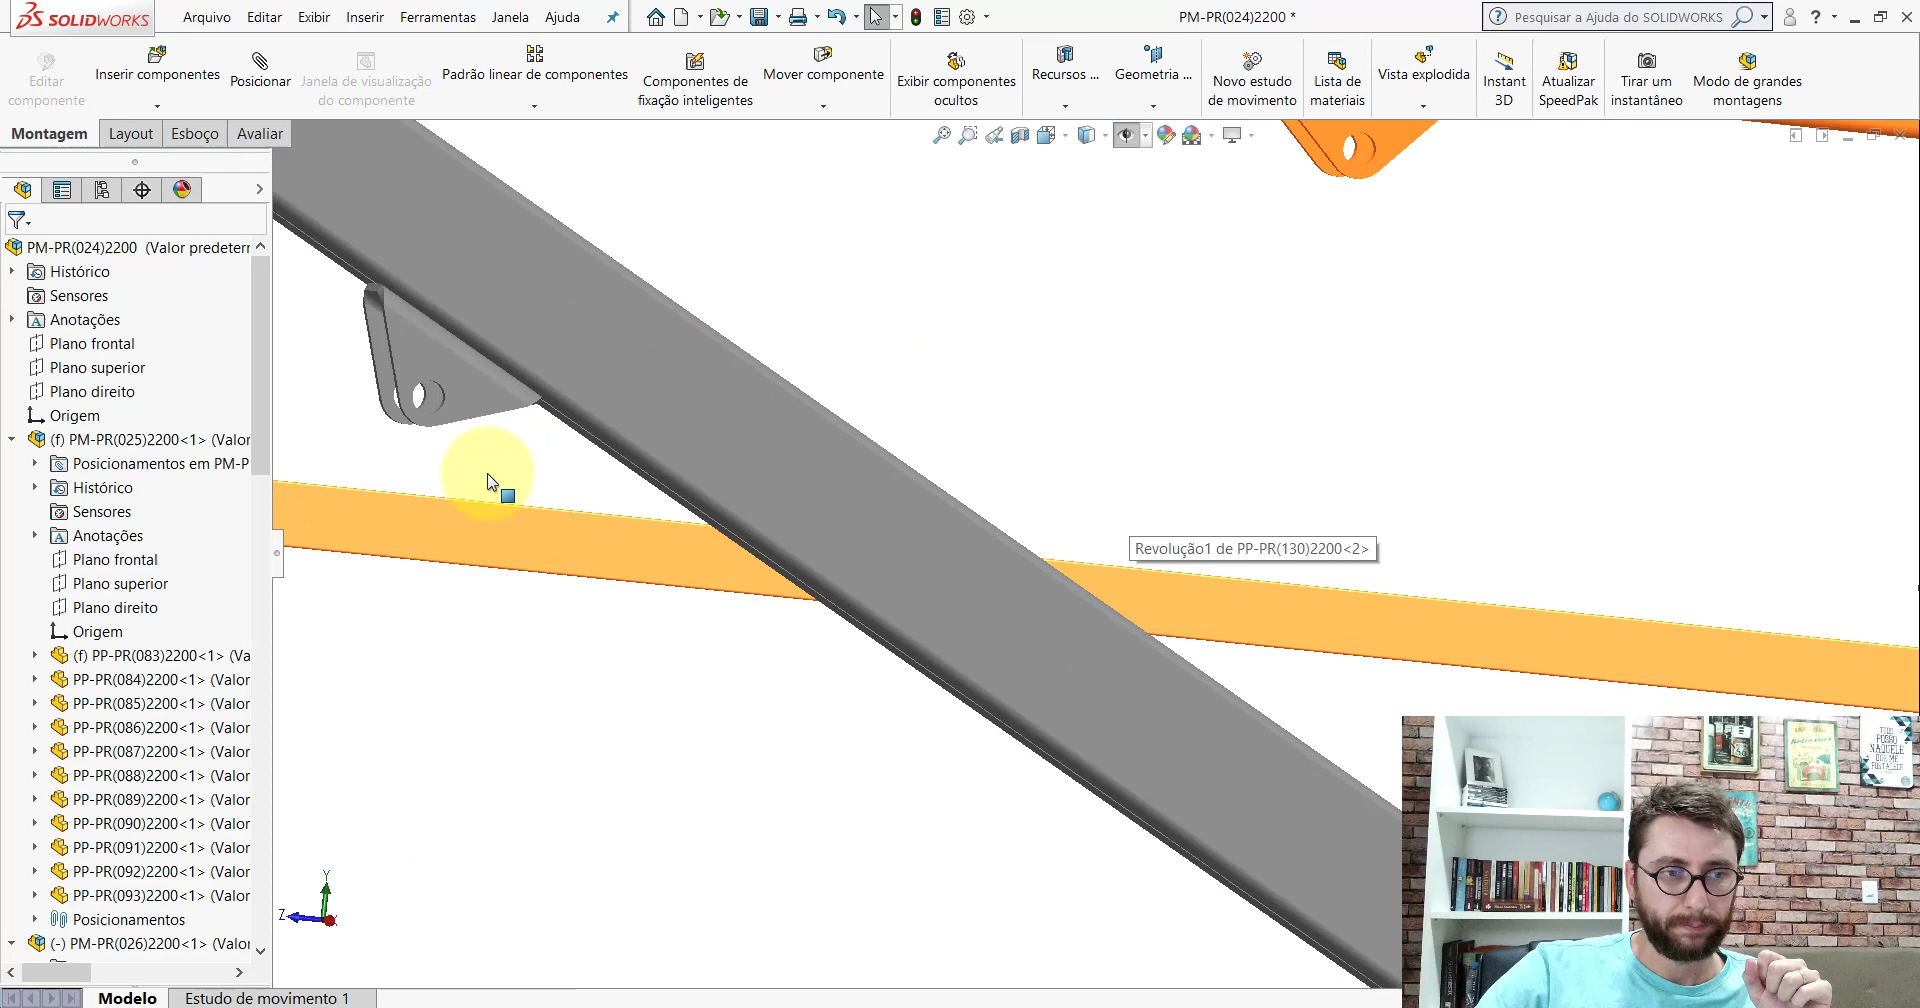 SOLIDWORKS
Arquivo
Editar
Exibir
Inserir
Ferramentas
Janela
Ajuda
PM-PR(024)2200 *
Pesquisar a Ajuda do SOLIDWORKS
Editar
componente
Inserir componentes
Posicionar
Janela de visualização
do componente
Padrão linear de componentes
Componentes de
fixação inteligentes
Mover componente
Exibir componentes
ocultos
Recursos ...
Geometria ...
Novo estudo
de movimento
Lista de
materiais
Vista explodida
Instant
3D
Atualizar
SpeedPak
Tirar um
instantâneo
Modo de grandes
montagens
Montagem
Layout
Esboço
Avaliar
PM-PR(024)2200 (Valor predeterr
Histórico
Sensores
Anotações
Plano frontal
Plano superior
Plano direito
Origem
(f) PM-PR(025)2200<1> (Valor
Posicionamentos em PM-P
Histórico
Sensores
Anotações
Plano frontal
Plano superior
Plano direito
Origem
(f) PP-PR(083)2200<1> (Va
PP-PR(084)2200<1> (Valor
PP-PR(085)2200<1> (Valor
PP-PR(086)2200<1> (Valor
PP-PR(087)2200<1> (Valor
PP-PR(088)2200<1> (Valor
PP-PR(089)2200<1> (Valor
PP-PR(090)2200<1> (Valor
PP-PR(091)2200<1> (Valor
PP-PR(092)2200<1> (Valor
PP-PR(093)2200<1> (Valor
Posicionamentos
(-) PM-PR(026)2200<1> (Valor
Revolução1 de PP-PR(130)2200<2>
Y
Z
TUDO
POSSO
NAQUELE
QUE ME
FORTALECE
Modelo
Estudo de movimento 1